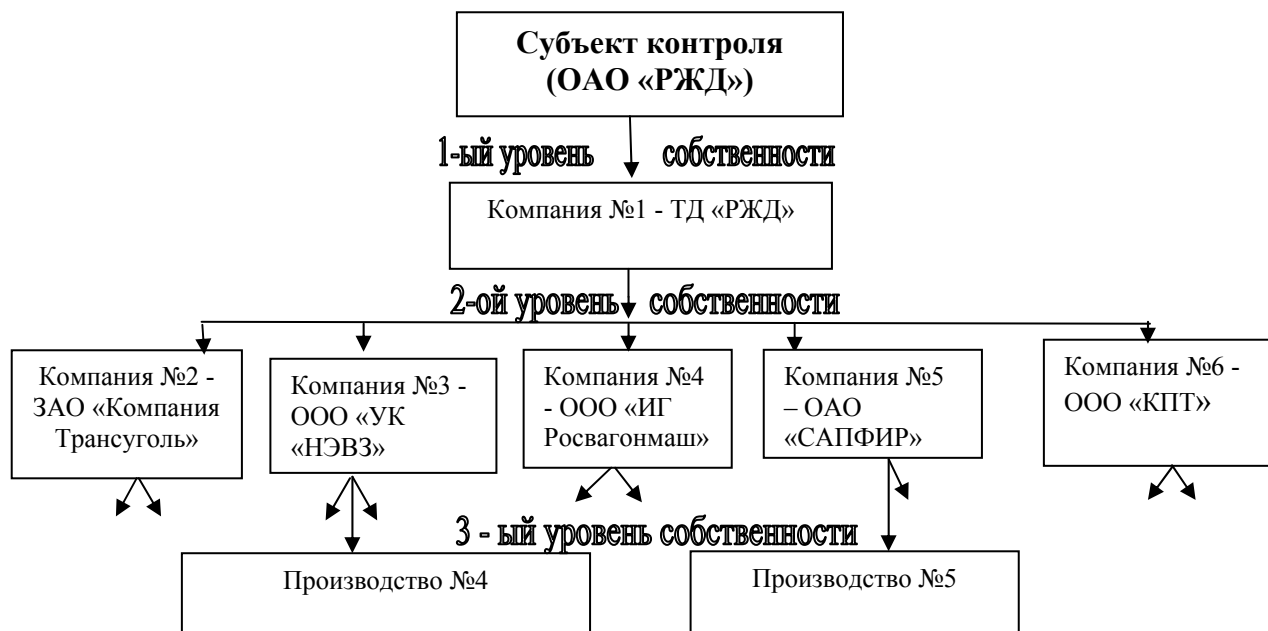 Субъект контроля
(ОАО «РЖД»)
1-ый уровень собственности
Компания №1 - ТД «РЖД»
2-ой уровень собственности
Компания №2 -
ЗАО «Компания
Трансуголь»
Компания №3 -
ООО «УК
«НЭВЗ»
Компания №4
- ООО «ИГ
Росвагонмаш»
Компания №5
– ОАО
«САПФИР»
Компания №6 -
ООО «КПТ»
3 - ый уровень собственности
Производство №4
Производство №5